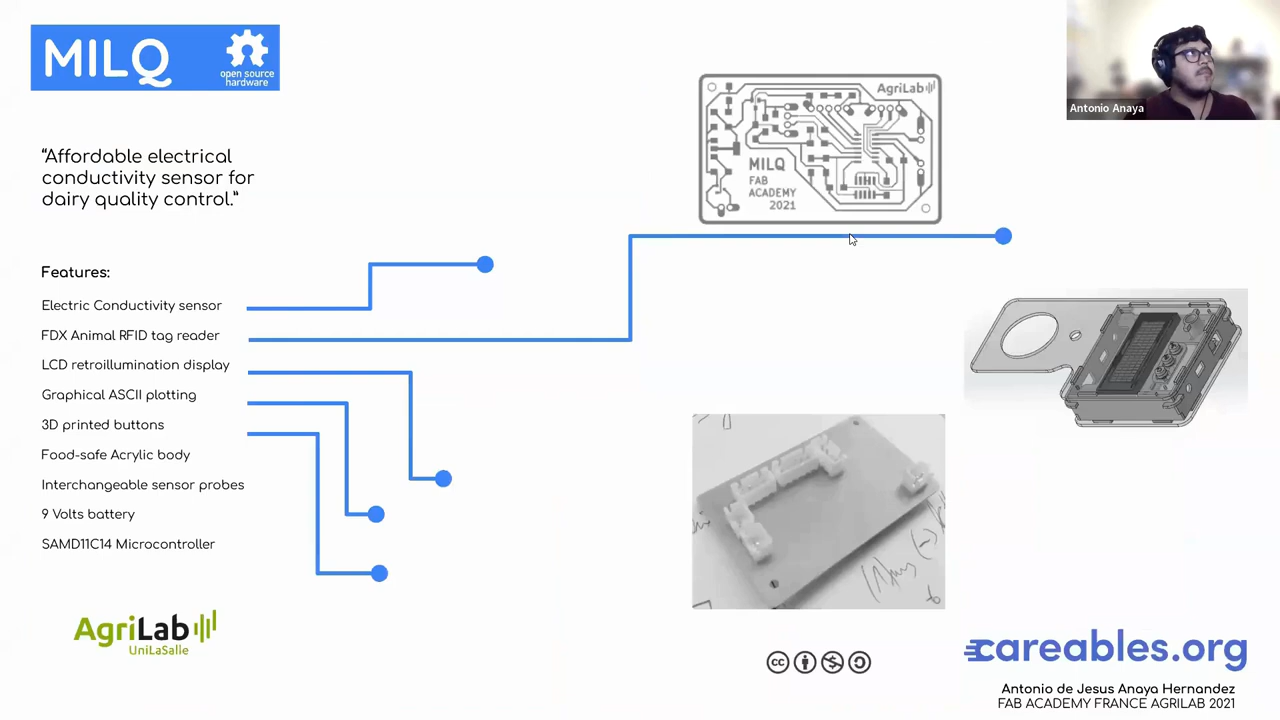 MILQ
open source
hardware
Antonio Anaya
"Affordable electrical
conductivity sensor for
dairy quality control."
AgriLab
MILQ
FAB
ACADEMY
2021
Features:
Electric Conductivity sensor
FDX Animal RFID tag reader
LCD retroillumination display
Graphical ASCII plotting
3D printed buttons
Food-safe Acrylic body
Interchangeable sensor probes
9 Volts battery
SAMD11C14 Microcontroller
AgriLab
UniLaSalle
cc
careables.org
Antonio de Jesus Anaya Hernandez
FAB ACADEMY FRANCE AGRILAB 2021